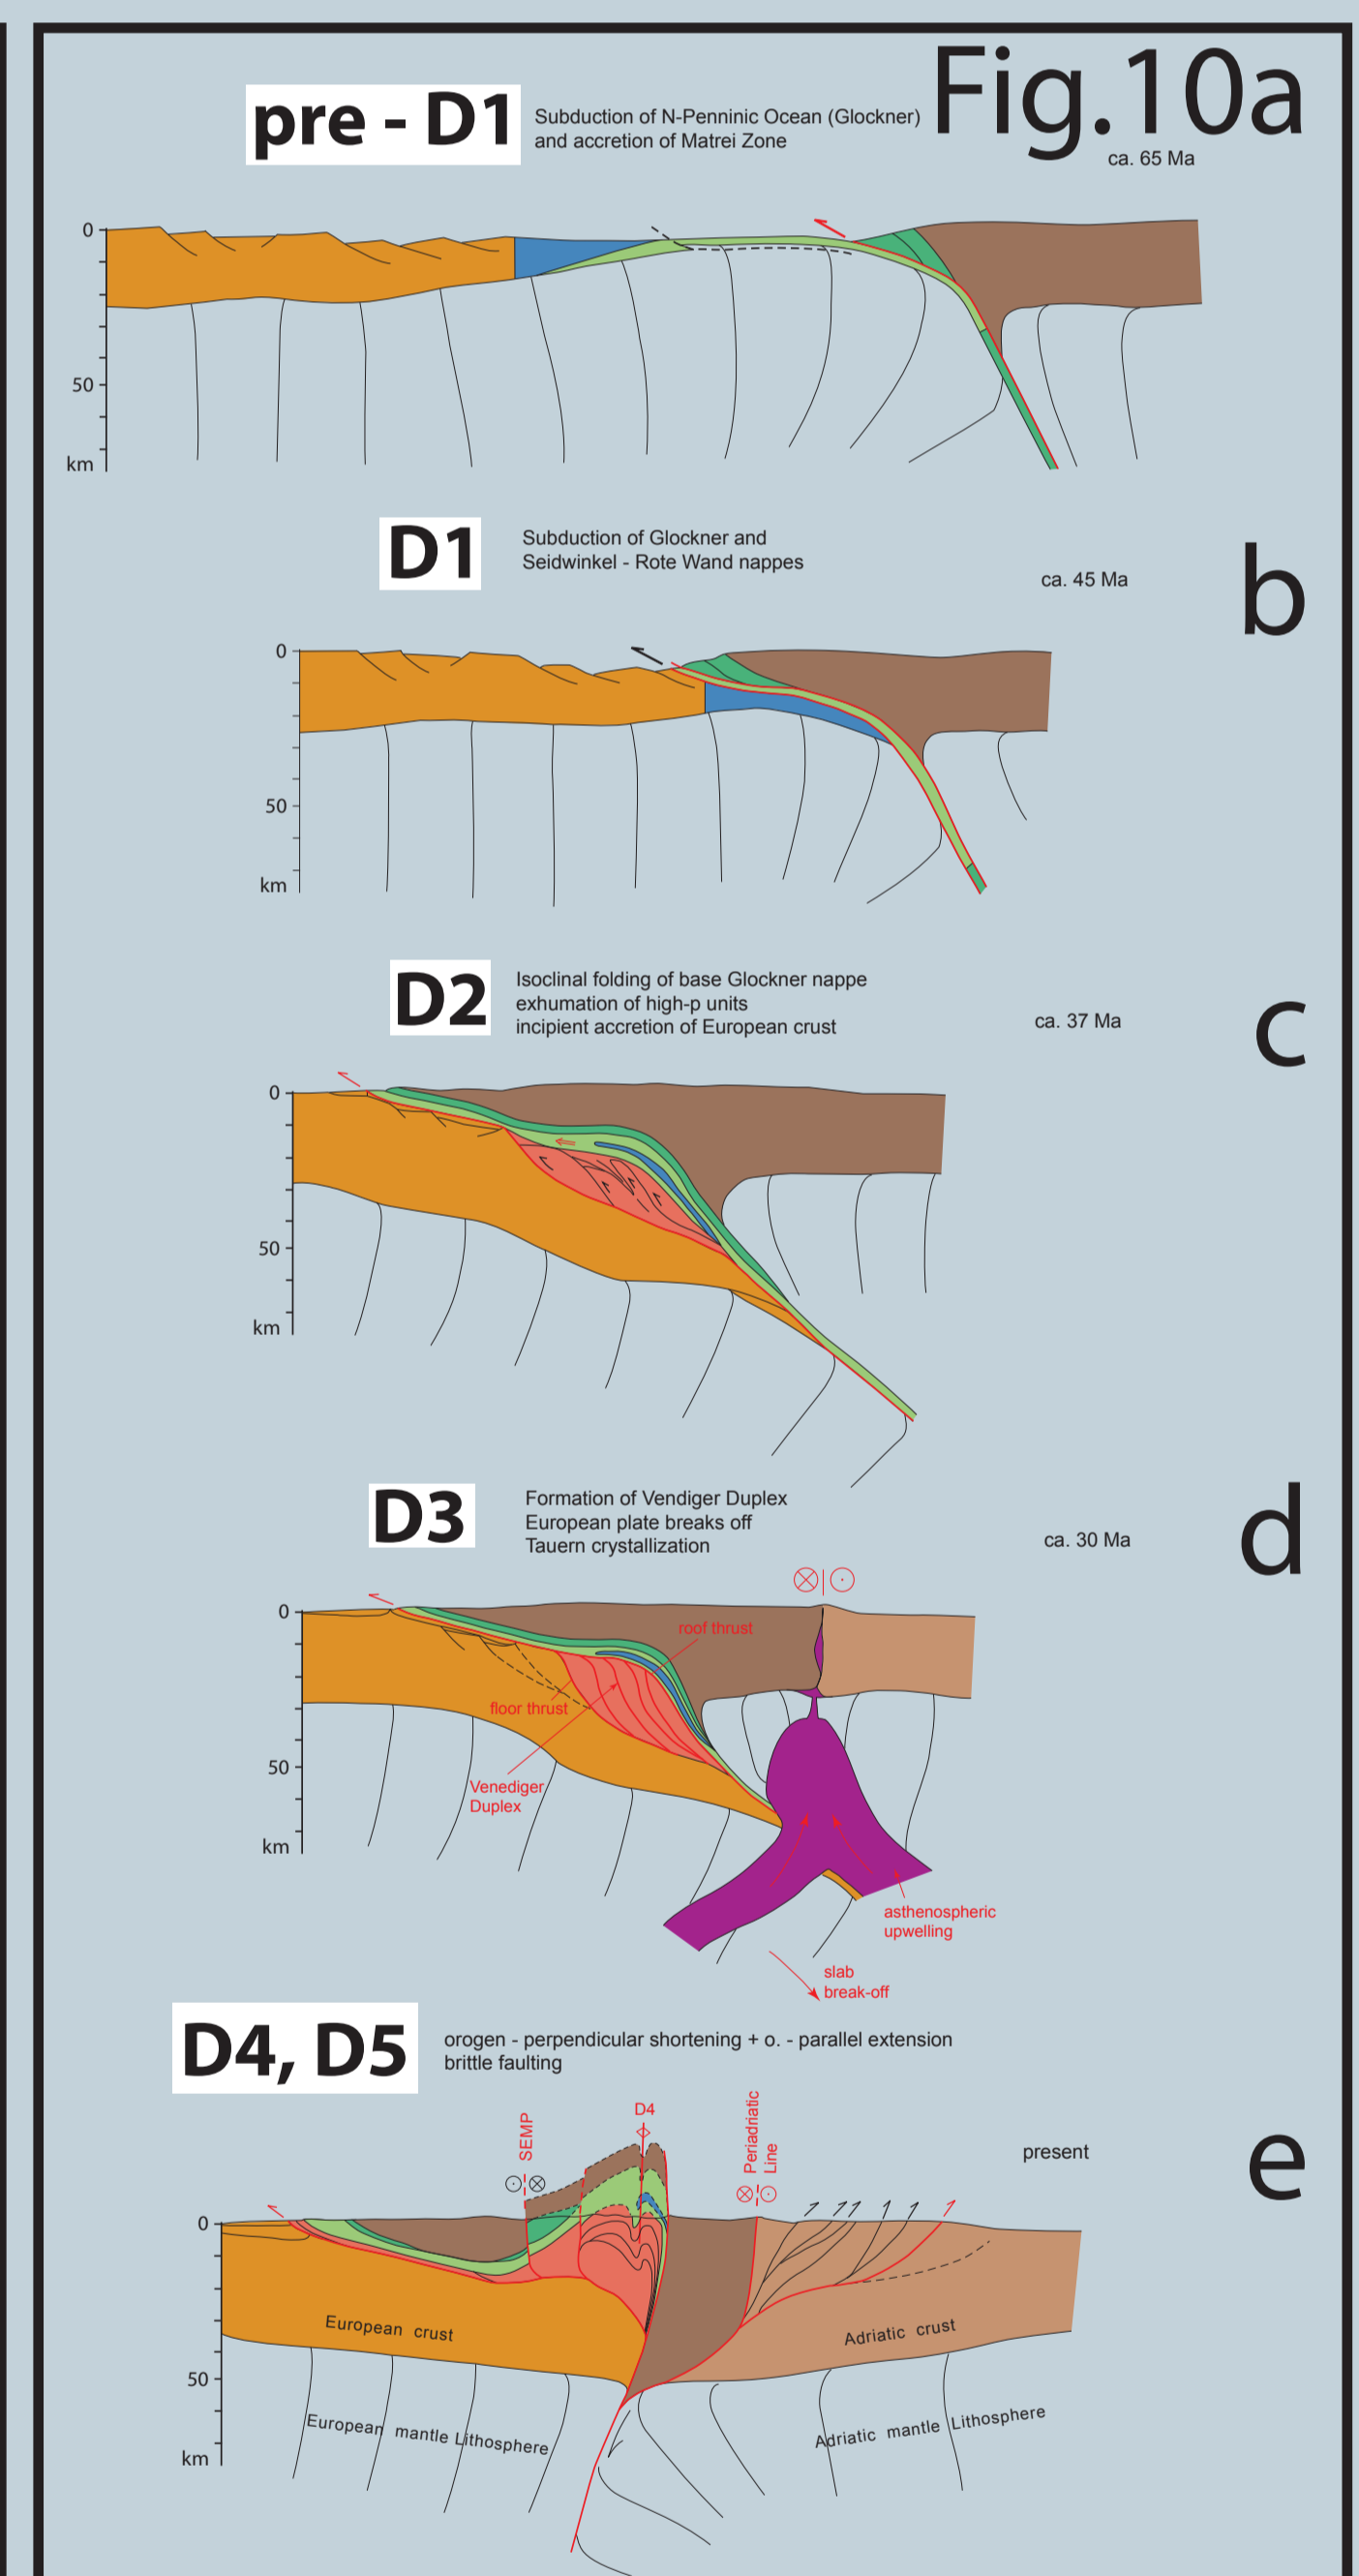 Fig.10a
pre - D1
Subduction of N-Penninic Ocean (Glockner)
and accretion of Matrei Zone
ca. 65 Ma
0
50
km
D1
Subduction of Glockner and
Seidwinkel - Rote Wand nappes
ca. 45 Ma
b
0
50
km
D2
Isoclinal folding of base Glockner nappe
exhumation of high-p units
incipient accretion of European crust
ca. 37 Ma
c
0
50
km
D3
Formation of Vendiger Duplex
European plate breaks off
Tauern crystallization
ca. 30 Ma
d
0
50
km
roof thrust
floor thrust
Venediger
Duplex
asthenospheric
upwelling
slab
break-off
D4, D5
orogen - perpendicular shortening + o. - parallel extension
brittle faulting
present
e
SEMP
D4
Periadriatic
Line
0
50
km
European crust
Adriatic crust
European mantle Lithosphere
Adriatic mantle Lithosphere